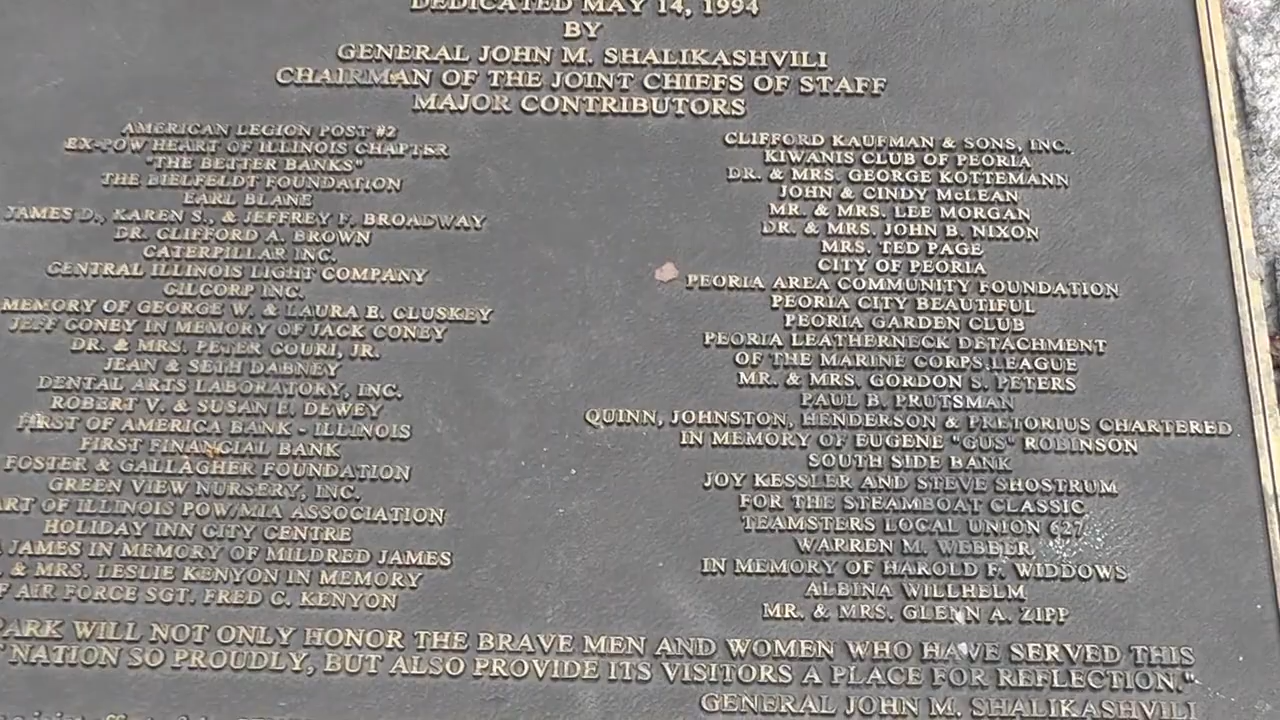 DEDICATED MAY 14, 1994
BY
GENERAL JOHN M. SHALIKASHVILI
CHAIRMAN OF THE JOINT CHIEFS OF STAFF
MAJOR CONTRIBUTORS
AMERICAN LEGION POST #2
EX-POW HEART OF ILLINOIS CHAPTER
"THE BETTER BANKS"
THE BIELFELDT FOUNDATION
EARL BLANE
JAMES D., KAREN S., & JEFFREY F. BROADWAY
DR. CLIFFORD A. BROWN
CATERPILLAR INC.
CENTRAL ILLINOIS LIGHT COMPANY
GILCORP INC.
MEMORY OF GEORGE W. & LAURA B. CLUSKEY
JEFF CONEY IN MEMORY OF JACK CONEY
DR. & MRS. PETER COURI, JR.
JEAN & SETH DABNEY
DENTAL ARTS LABORATORY, INC.
ROBERT V. & SUSAN E. DEWEY
FIRST OF AMERICA BANK - ILLINOIS
FIRST FINANCIAL BANK
FOSTER & GALLAGHER FOUNDATION
GREEN VIEW NURSERY, INC.
ART OF ILLINOIS POW/MIA ASSOCIATION
HOLIDAY INN CITY CENTRE
JAMES IN MEMORY OF MILDRED JAMES
& MRS. LESLIE KENYON IN MEMORY
F AIR FORCE SGT. FRED C. KENYON
CLIFFORD KAUFMAN & SONS, INC.
KIWANIS CLUB OF PEORIA
DR. & MRS. GEORGE KOTTEMANN
JOHN & CINDY McLEAN
MR. & MRS. LEE MORGAN
DR. & MRS. JOHN B. NIXON
MRS. TED PAGE
CITY OF PEORIA
PEORIA AREA COMMUNITY FOUNDATION
PEORIA CITY BEAUTIFUL
PEORIA GARDEN CLUB
PEORIA LEATHERNECK DETACHMENT
OF THE MARINE CORPS LEAGUE
MR. & MRS. GORDON S. PETERS
PAUL B. PRUTSMAN
QUINN, JOHNSTON, HENDERSON & PRETORIUS CHARTERED
IN MEMORY OF EUGENE "GUS" ROBINSON
SOUTH SIDE BANK
JOY KESSLER AND STEVE SHOSTRUM
FOR THE STEAMBOAT CLASSIC
TEAMSTERS LOCAL UNION 627
WARREN M. WEBBER
IN MEMORY OF HAROLD F. WIDDOWS
ALBINA WILLHELM
MR. & MRS. GLENN A. ZIPP
PARK WILL NOT ONLY HONOR THE BRAVE MEN AND WOMEN WHO HAVE SERVED THIS
NATION SO PROUDLY, BUT ALSO PROVIDE ITS VISITORS A PLACE FOR REFLECTION."
GENERAL JOHN M. SHALIKASHVILI